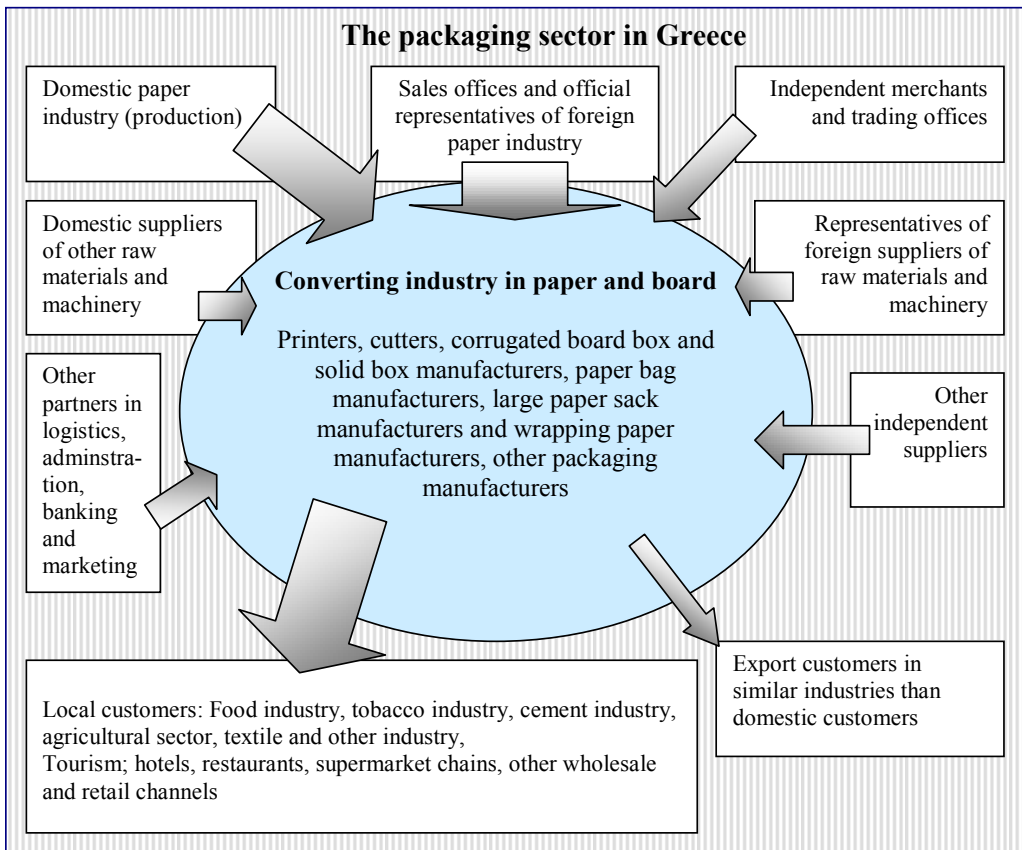 The packaging sector in Greece
Domestic paper
industry (production)
Sales offices and official
representatives of foreign
paper industry
Independent merchants
and trading offices
Domestic suppliers
of other raw
materials and
machinery
Representatives of
foreign suppliers of
raw materials and
machinery
Converting industry in paper and board
Printers, cutters, corrugated board box and
solid box manufacturers, paper bag
manufacturers, large paper sack
manufacturers and wrapping paper
manufacturers, other packaging
manufacturers
Other
partners in
logistics,
adminstra-
tion,
banking
and
marketing
Other
independent
suppliers
Local customers: Food industry, tobacco industry, cement industry,
agricultural sector, textile and other industry,
Tourism; hotels, restaurants, supermarket chains, other wholesale
and retail channels
Export customers in
similar industries than
domestic customers